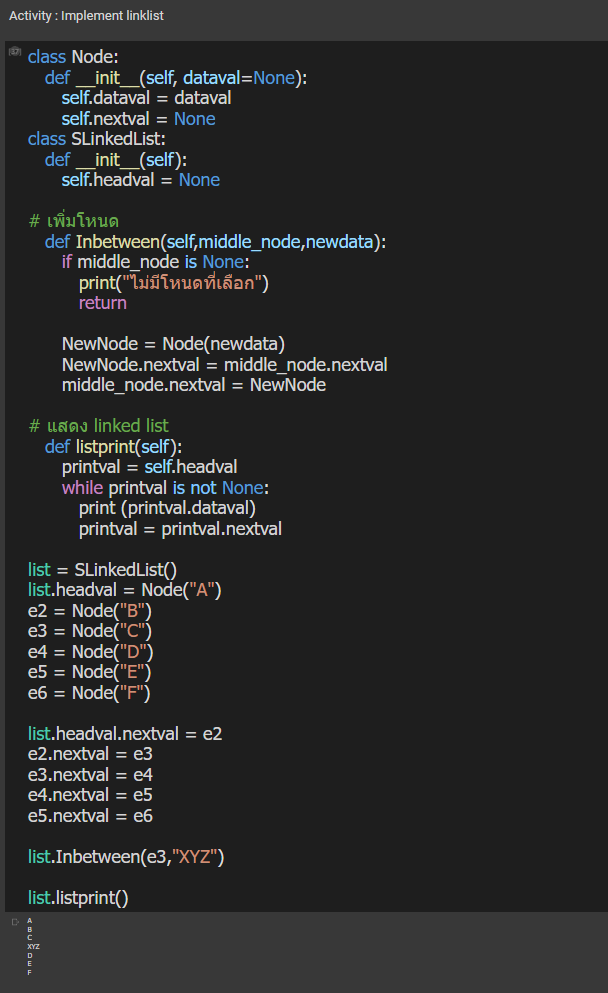 Activity : Implement linklist
class Node:
   def __init__(self, dataval=None):
      self.dataval = dataval
      self.nextval = None
class SLinkedList:
   def __init__(self):
      self.headval = None

# เพิ่มโหนด
   def Inbetween(self,middle_node,newdata):
      if middle_node is None:
         print("ไม่มีโหนดที่เลือก")
         return

      NewNode = Node(newdata)
      NewNode.nextval = middle_node.nextval
      middle_node.nextval = NewNode

# แสดง linked list
   def listprint(self):
      printval = self.headval
      while printval is not None:
         print (printval.dataval)
         printval = printval.nextval

list = SLinkedList()
list.headval = Node("A")
e2 = Node("B")
e3 = Node("C")
e4 = Node("D")
e5 = Node("E")
e6 = Node("F")

list.headval.nextval = e2
e2.nextval = e3
e3.nextval = e4
e4.nextval = e5
e5.nextval = e6

list.Inbetween(e3,"XYZ")

list.listprint()
A
B
C
XYZ
D
E
F